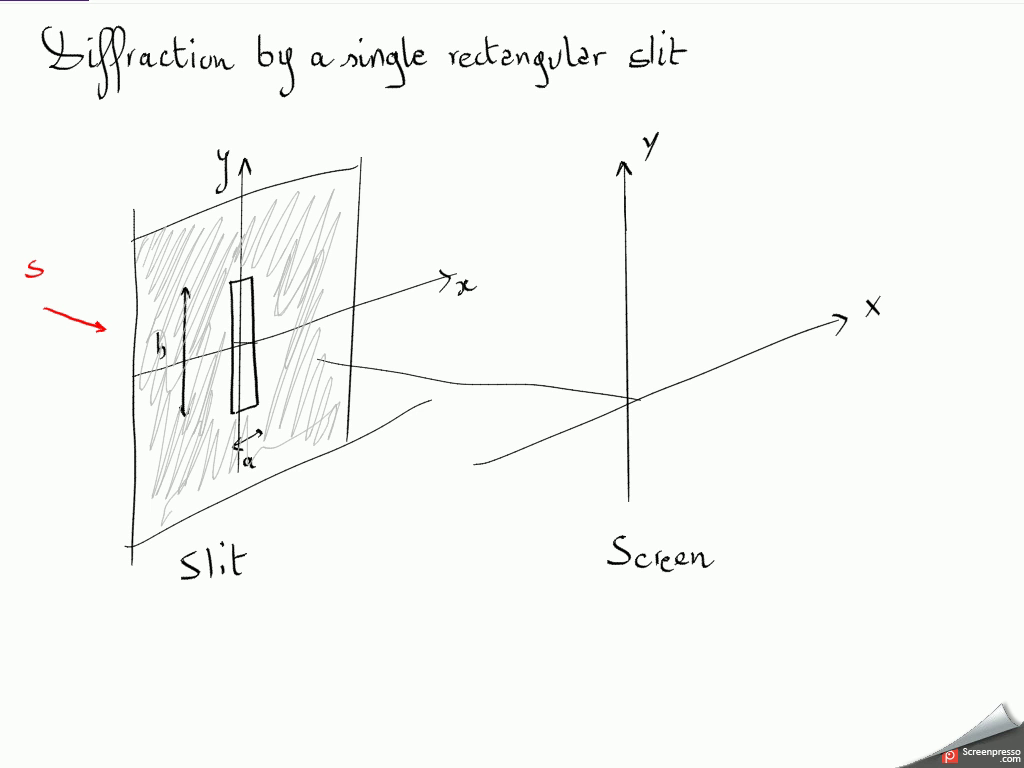 Diffraction by a single rectangular slit
y
y
s
x
x
b
a
Slit
Screen
Screenpresso
.com